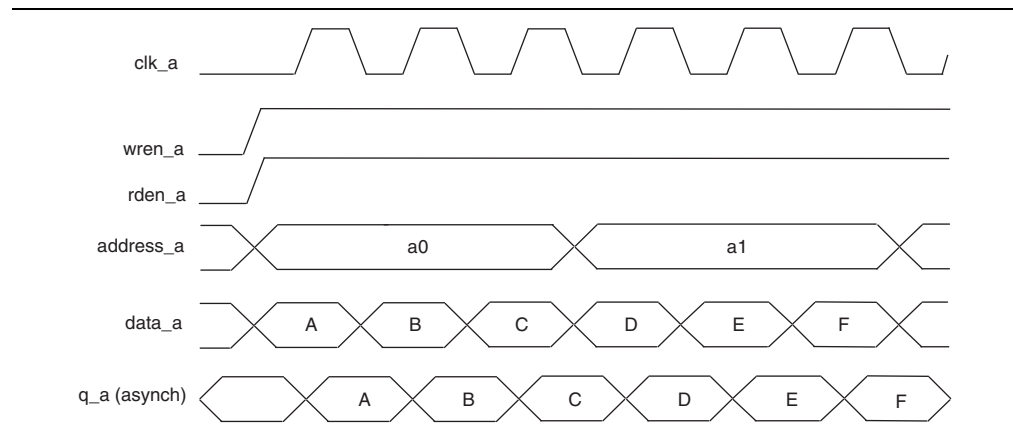 clk_a
wren_a
rden_a
address_a a0 a1
data_a A B C D E F
q_a (asynch) A B C D E F